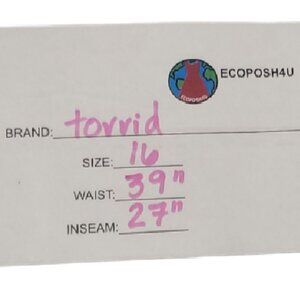 ECOPOSH4U
BRAND: torrid
SIZE: 16
WAIST: 39"
INSEAM: 27"